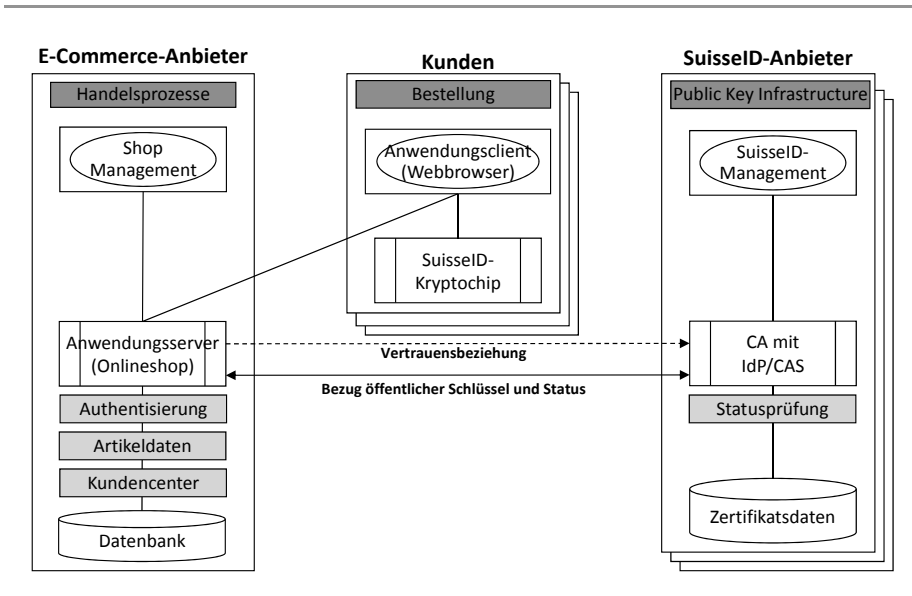 E-Commerce-Anbieter
Handelsprozesse
Shop
Management
Anwendungsserver
(Onlineshop)
Authentisierung
Artikeldaten
Kundencenter
Datenbank
Kunden
Bestellung
Anwendungsclient
(Webbrowser)
SuisseID-
Kryptochip
Vertrauensbeziehung
Bezug öffentlicher Schlüssel und Status
SuisseID-Anbieter
Public Key Infrastructure
SuisseID-
Management
CA mit
IdP/CAS
Statusprüfung
Zertifikatsdaten